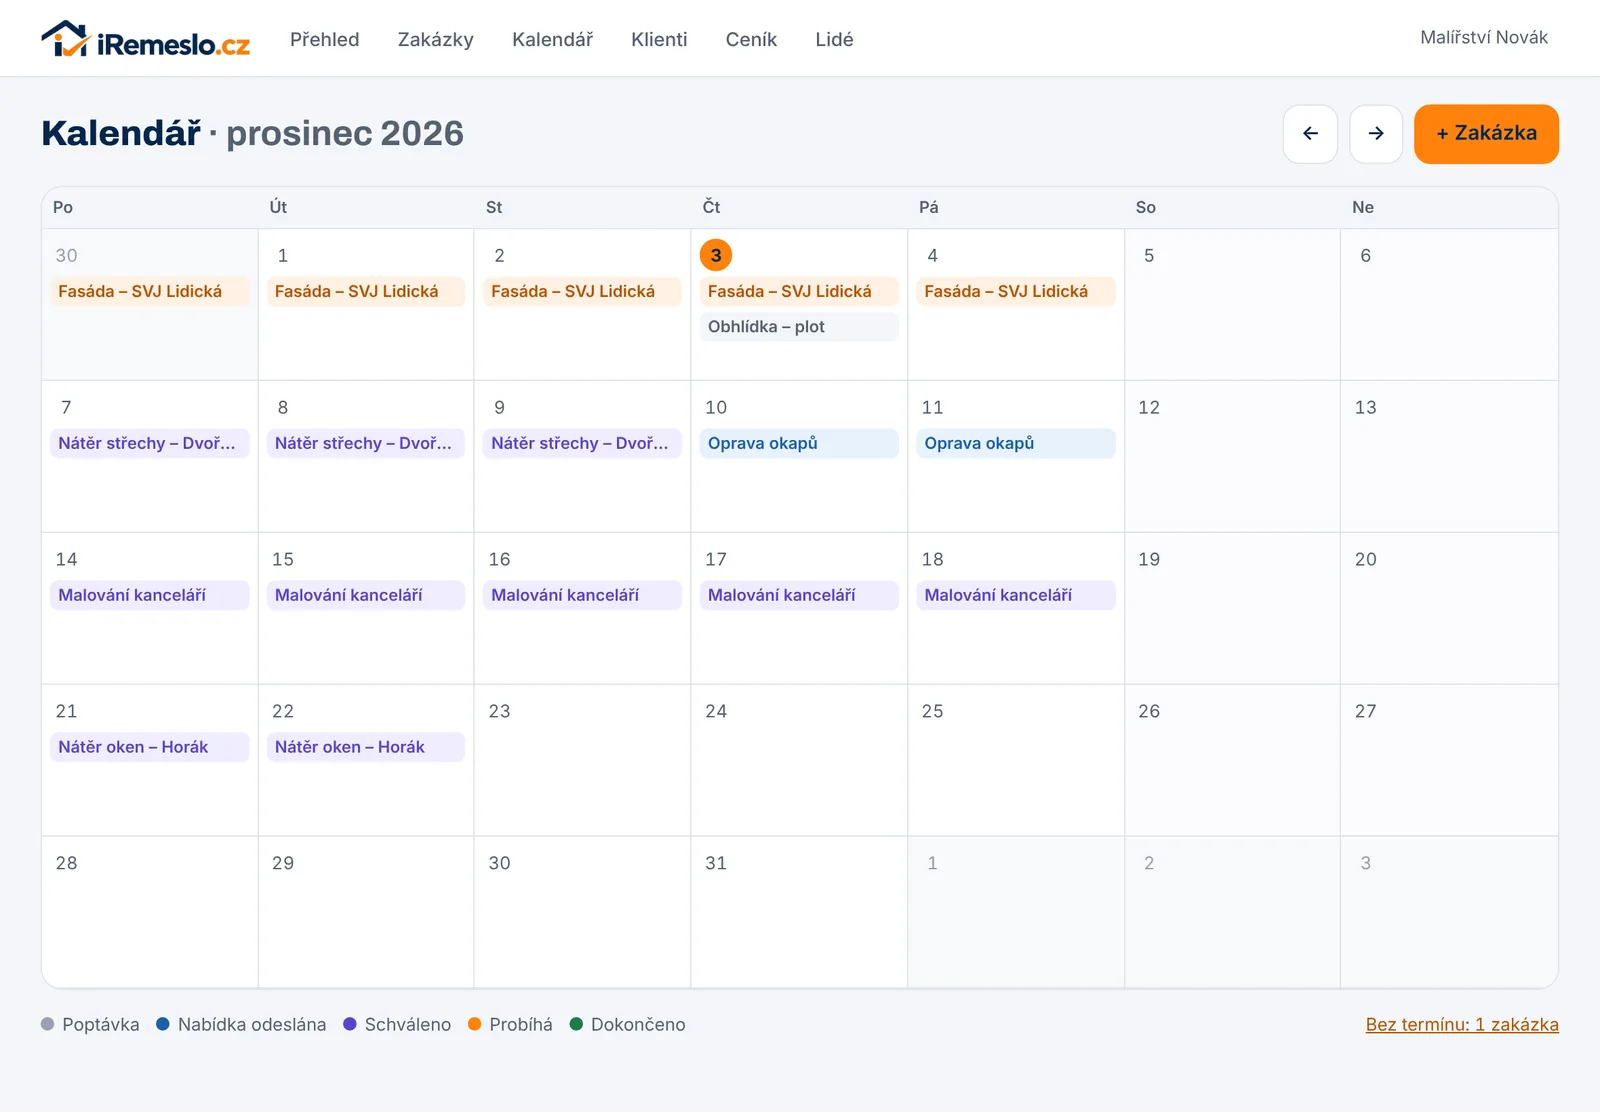 iRemeslo.cz Přehled Zakázky Kalendář Klienti Ceník Lidé Malířství Novák
Kalendář · prosinec 2026 ← → + Zakázka
Po Út St Čt Pá So Ne
30 1 2 3 4 5 6
Fasáda – SVJ Lidická Fasáda – SVJ Lidická Fasáda – SVJ Lidická Fasáda – SVJ Lidická Fasáda – SVJ Lidická
Obhlídka – plot
7 8 9 10 11 12 13
Nátěr střechy – Dvoř... Nátěr střechy – Dvoř... Nátěr střechy – Dvoř... Oprava okapů Oprava okapů
14 15 16 17 18 19 20
Malování kanceláří Malování kanceláří Malování kanceláří Malování kanceláří Malování kanceláří
21 22 23 24 25 26 27
Nátěr oken – Horák Nátěr oken – Horák
28 29 30 31 1 2 3
Poptávka Nabídka odeslána Schváleno Probíhá Dokončeno Bez termínu: 1 zakázka